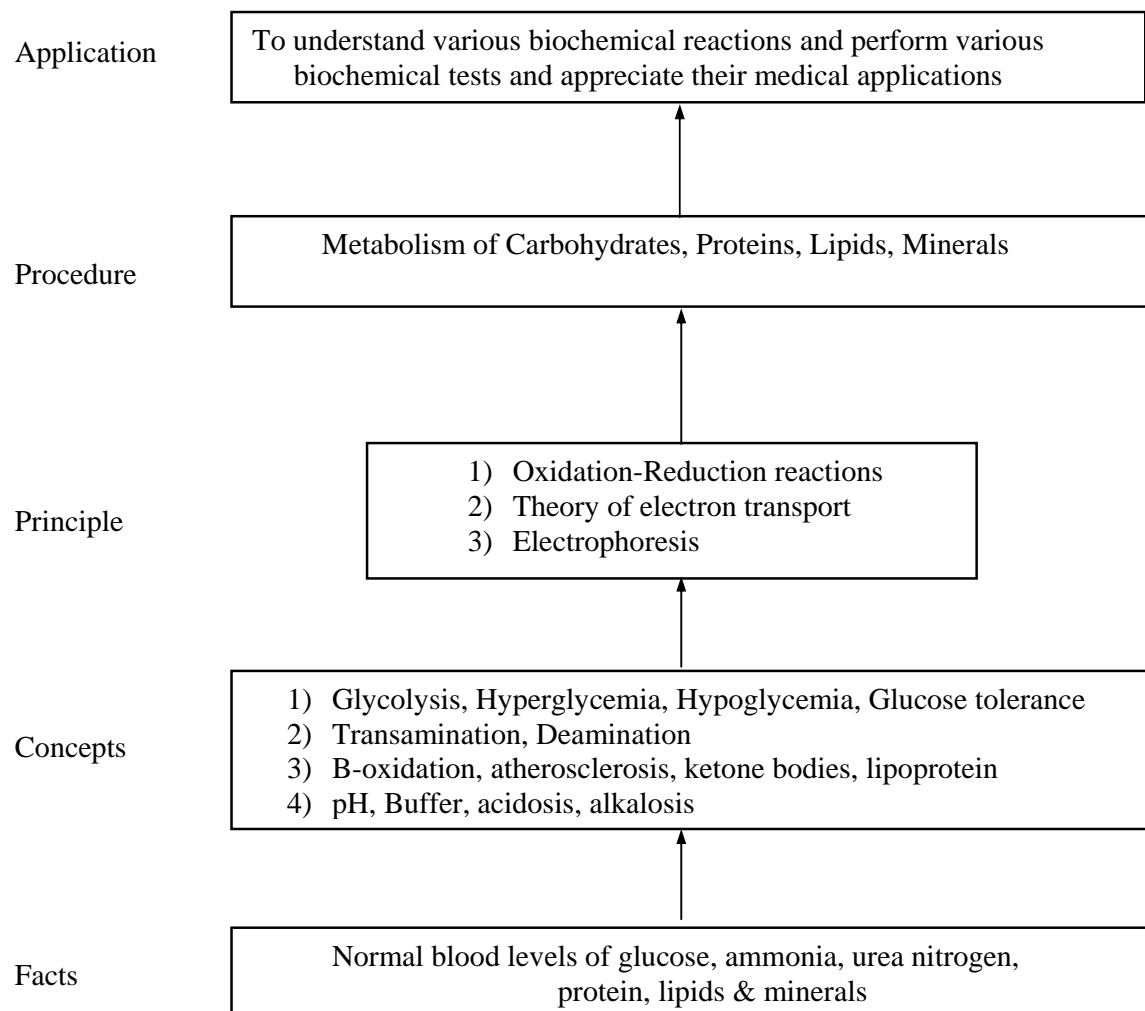 Application
To understand various biochemical reactions and perform various
biochemical tests and appreciate their medical applications
Procedure
Metabolism of Carbohydrates, Proteins, Lipids, Minerals
Principle
1) Oxidation-Reduction reactions
2) Theory of electron transport
3) Electrophoresis
Concepts
1) Glycolysis, Hyperglycemia, Hypoglycemia, Glucose tolerance
2) Transamination, Deamination
3) B-oxidation, atherosclerosis, ketone bodies, lipoprotein
4) pH, Buffer, acidosis, alkalosis
Facts
Normal blood levels of glucose, ammonia, urea nitrogen,
protein, lipids & minerals